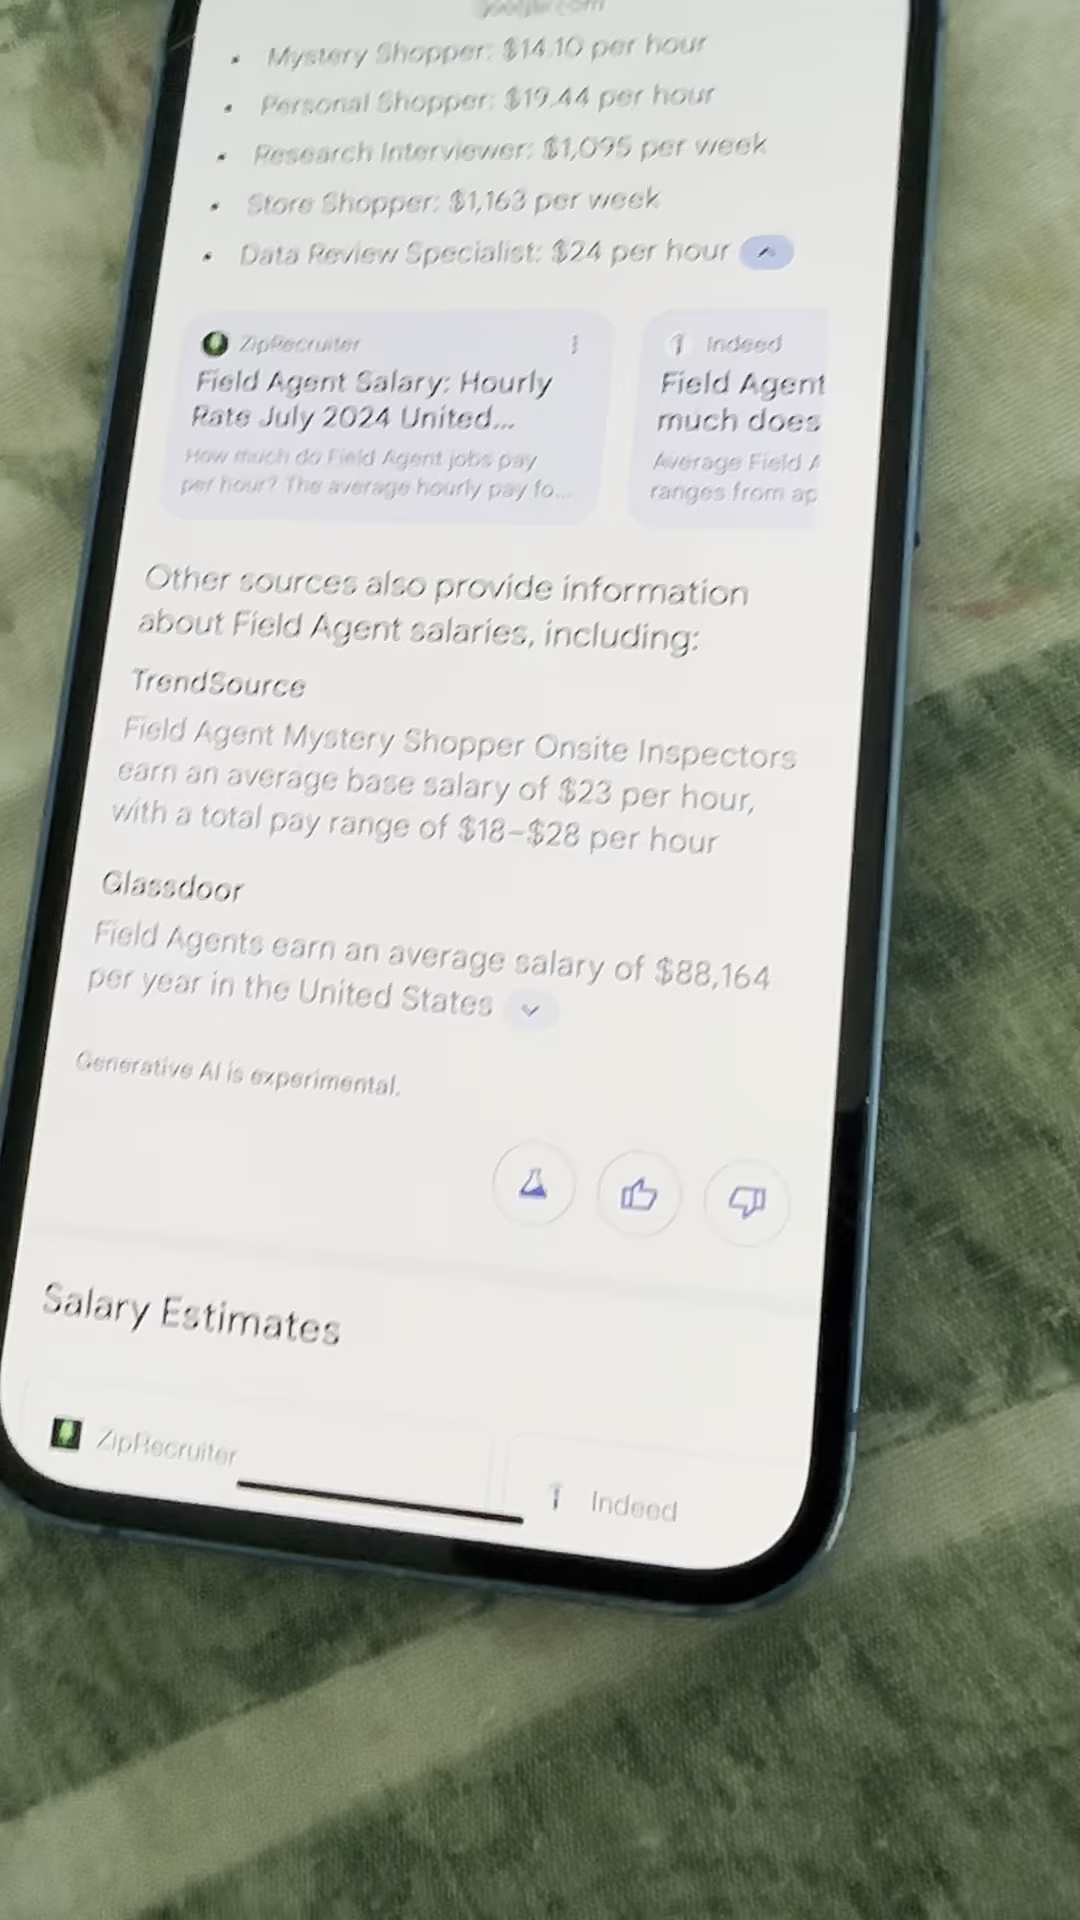 google.com
• Mystery Shopper: $14.10 per hour
• Personal Shopper: $19.44 per hour
• Research Interviewer: $1,095 per week
• Store Shopper: $1,163 per week
• Data Review Specialist: $24 per hour
ZipRecruiter
Field Agent Salary: Hourly
Rate July 2024 United...
How much do Field Agent jobs pay
per hour? The average hourly pay fo...
Indeed
Field Agent
much does
Average Field A
ranges from ap
Other sources also provide information
about Field Agent salaries, including:
TrendSource
Field Agent Mystery Shopper Onsite Inspectors
earn an average base salary of $23 per hour,
with a total pay range of $18–$28 per hour
Glassdoor
Field Agents earn an average salary of $88,164
per year in the United States
Generative AI is experimental.
Salary Estimates
ZipRecruiter
Indeed